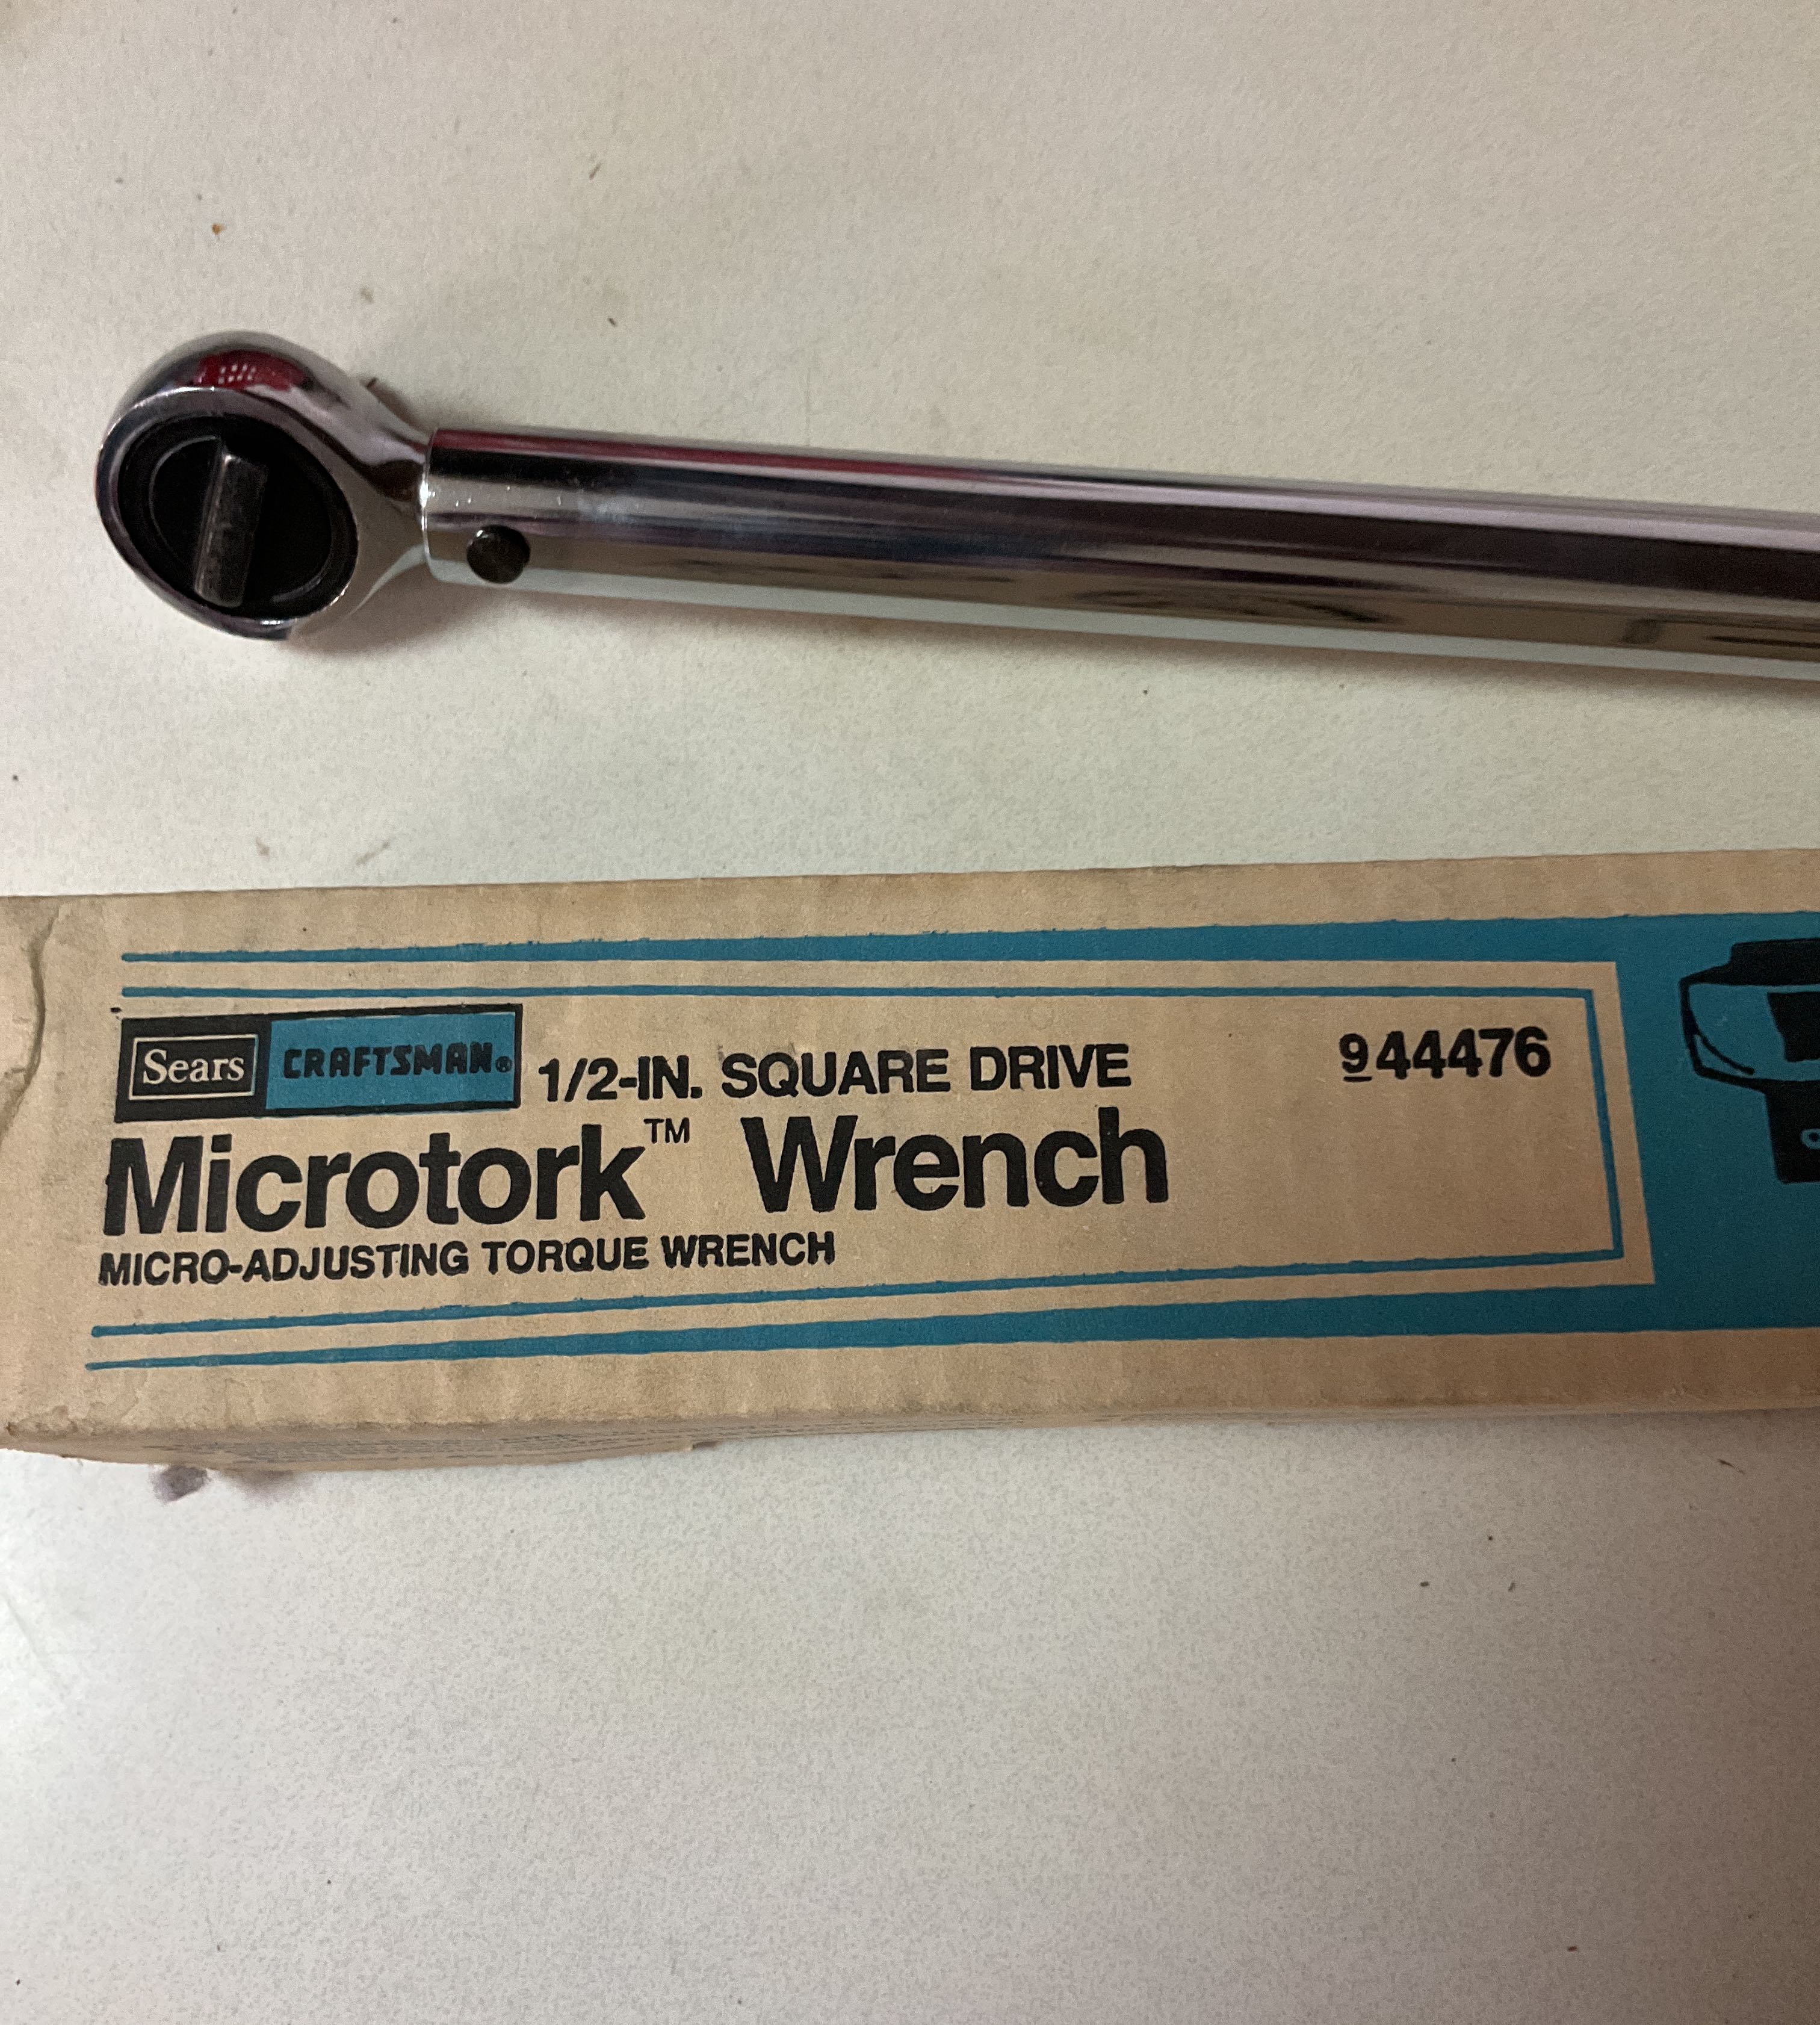 Sears CRAFTSMAN® 1/2-IN. SQUARE DRIVE 944476
Microtork™ Wrench
MICRO-ADJUSTING TORQUE WRENCH